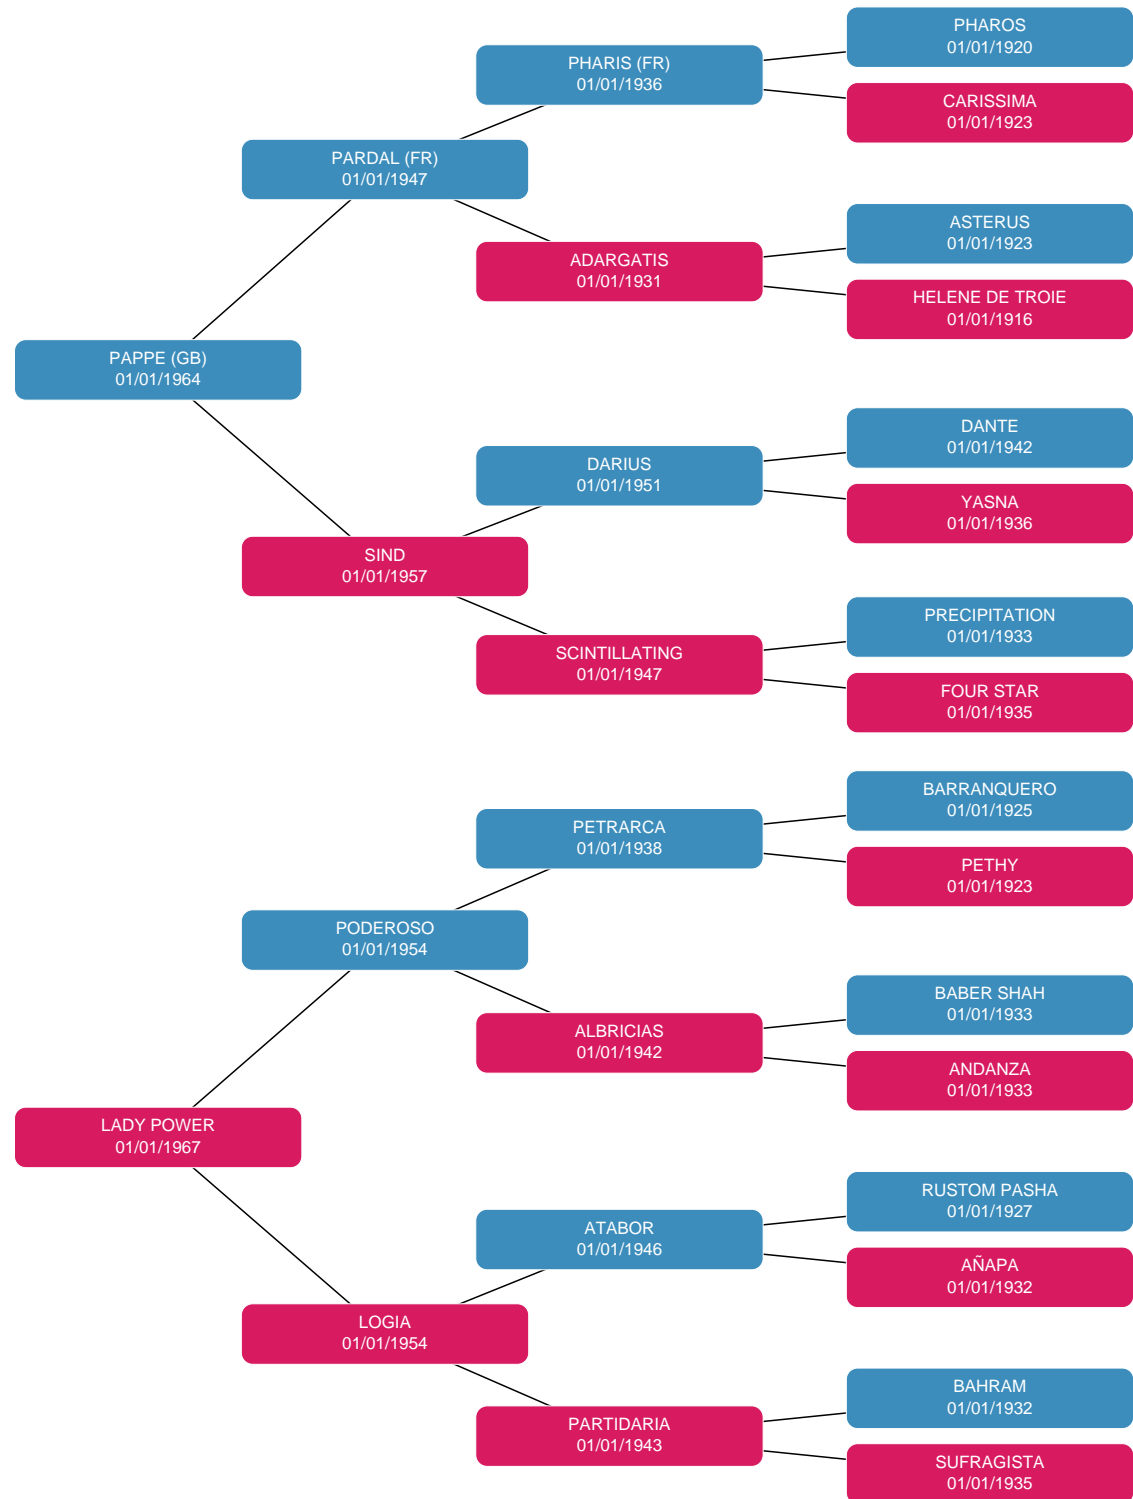 PHAROS
01/01/1920
PHARIS (FR)
01/01/1936
CARISSIMA
01/01/1923
PARDAL (FR)
01/01/1947
ASTERUS
01/01/1923
ADARGATIS
01/01/1931
HELENE DE TROIE
01/01/1916
PAPPE (GB)
01/01/1964
DANTE
01/01/1942
DARIUS
01/01/1951
YASNA
01/01/1936
SIND
01/01/1957
PRECIPITATION
01/01/1933
SCINTILLATING
01/01/1947
FOUR STAR
01/01/1935
BARRANQUERO
01/01/1925
PETRARCA
01/01/1938
PETHY
01/01/1923
PODEROSO
01/01/1954
BABER SHAH
01/01/1933
ALBRICIAS
01/01/1942
ANDANZA
01/01/1933
LADY POWER
01/01/1967
RUSTOM PASHA
01/01/1927
ATABOR
01/01/1946
AÑAPA
01/01/1932
LOGIA
01/01/1954
BAHRAM
01/01/1932
PARTIDARIA
01/01/1943
SUFRAGISTA
01/01/1935